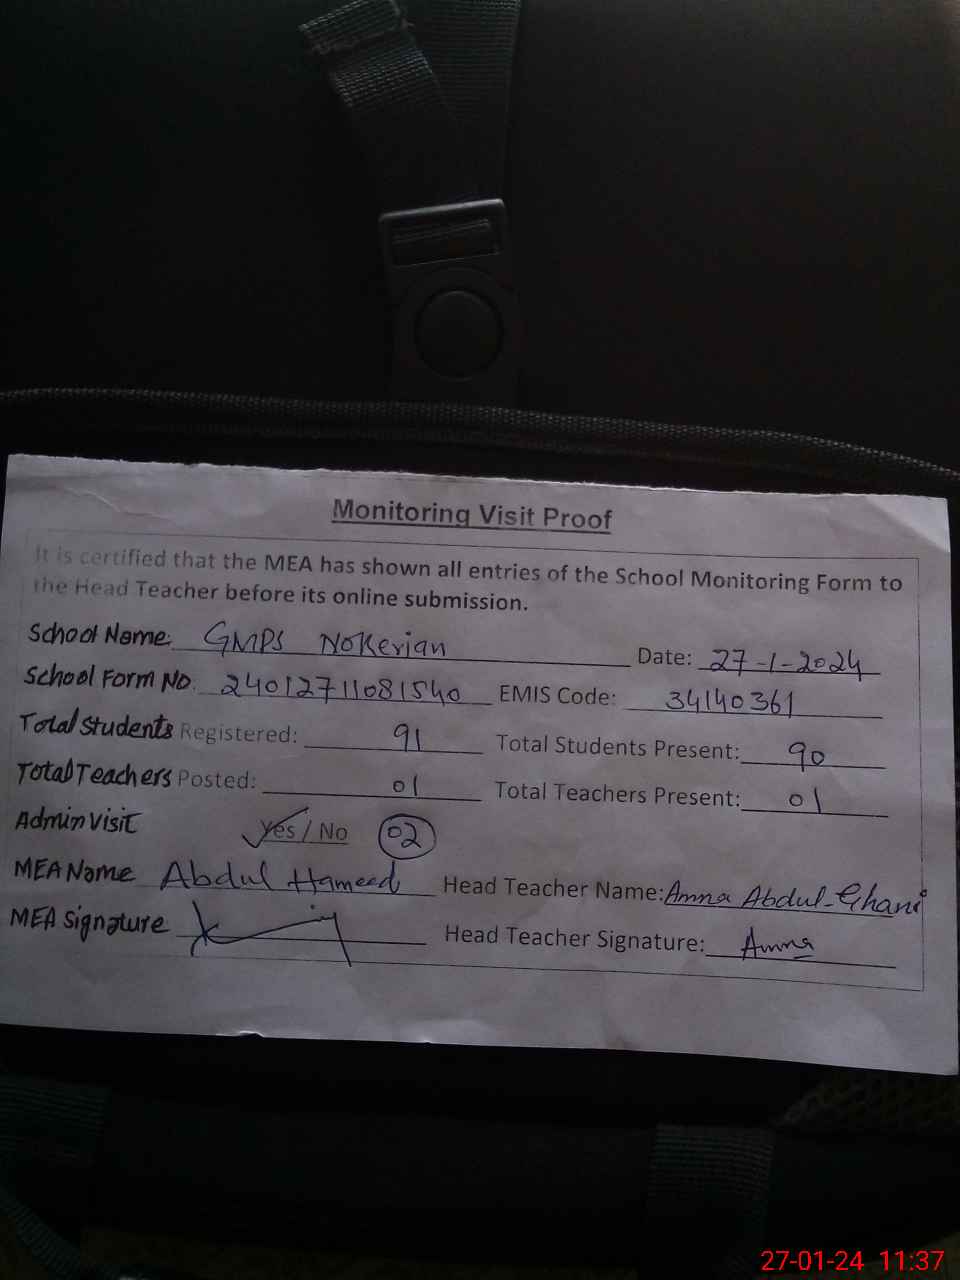 Monitoring Visit Proof
It is certified that the MEA has shown all entries of the School Monitoring Form to
the Head Teacher before its online submission.
School Name: GMPS Nokerian Date: 27-1-2024
School Form No. 24012711081540 EMIS Code: 34140361
Total Students Registered: 91 Total Students Present: 90
Total Teachers Posted: 01 Total Teachers Present: 01
Admin Visit Yes / No 02
MEA Name Abdul Hameed Head Teacher Name: Amna Abdul-Ghani
MEA Signature Head Teacher Signature: Amna
27-01-24 11:37